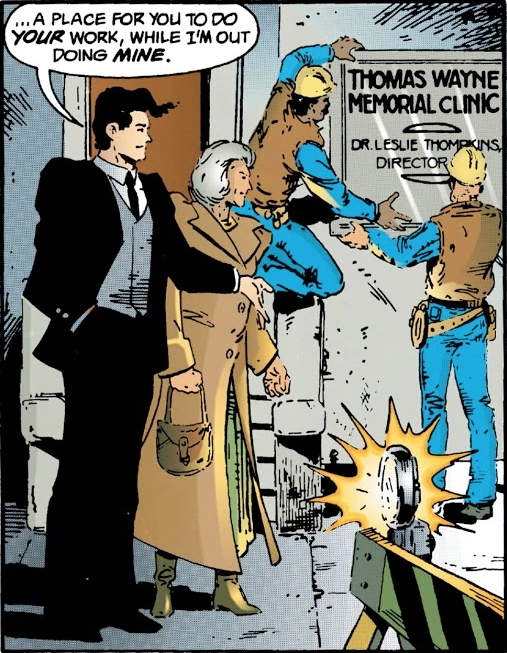 ...A PLACE FOR YOU TO DO
YOUR WORK, WHILE I'M OUT
DOING MINE.
THOMAS WAYNE
MEMORIAL CLINIC
DR. LESLIE THOMPKINS,
DIRECTOR